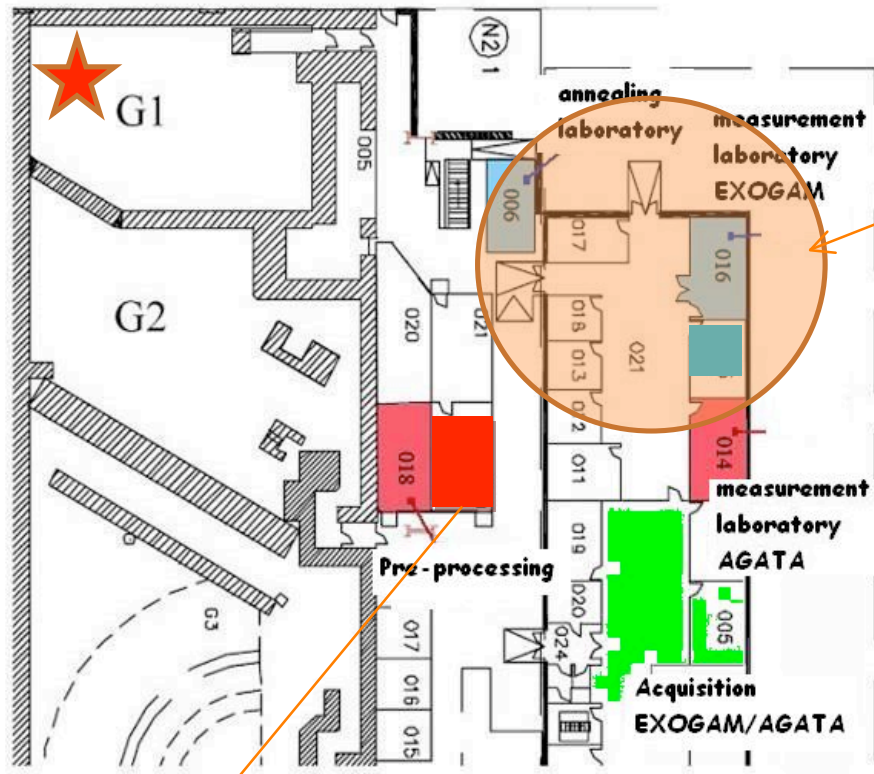 N2 1
G1
annealing
laboratory
measurement
laboratory
EXOGAM
005
006
017
016
G2
020
021
018
013
021
012
014
018
011
measurement
laboratory
AGATA
Pre-processing
019
020
005
G3
024
017
016
015
Acquisition
EXOGAM/AGATA